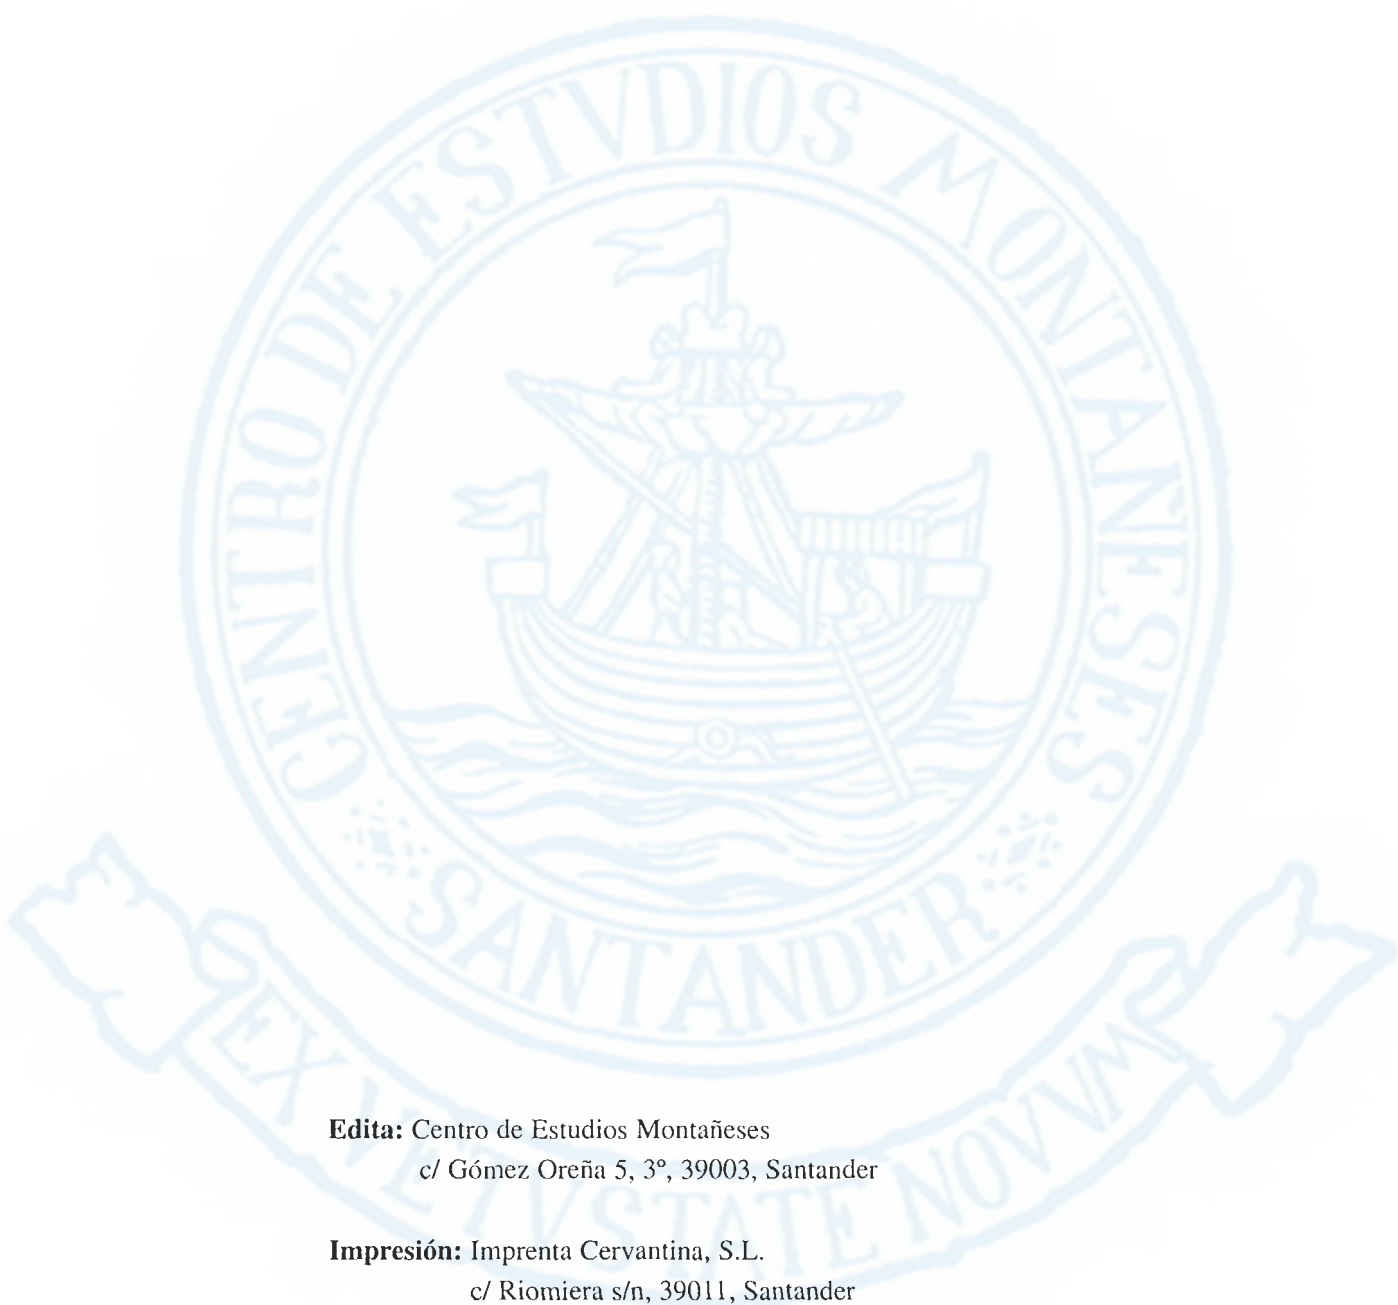 CENTRO DE ESTVDIOS MONTAÑESES
SANTANDER
EX VETVSTATE NOVVM
Edita: Centro de Estudios Montañeses
c/ Gómez Oreña 5, 3º, 39003, Santander
Impresión: Imprenta Cervantina, S.L.
c/ Riomiera s/n, 39011, Santander